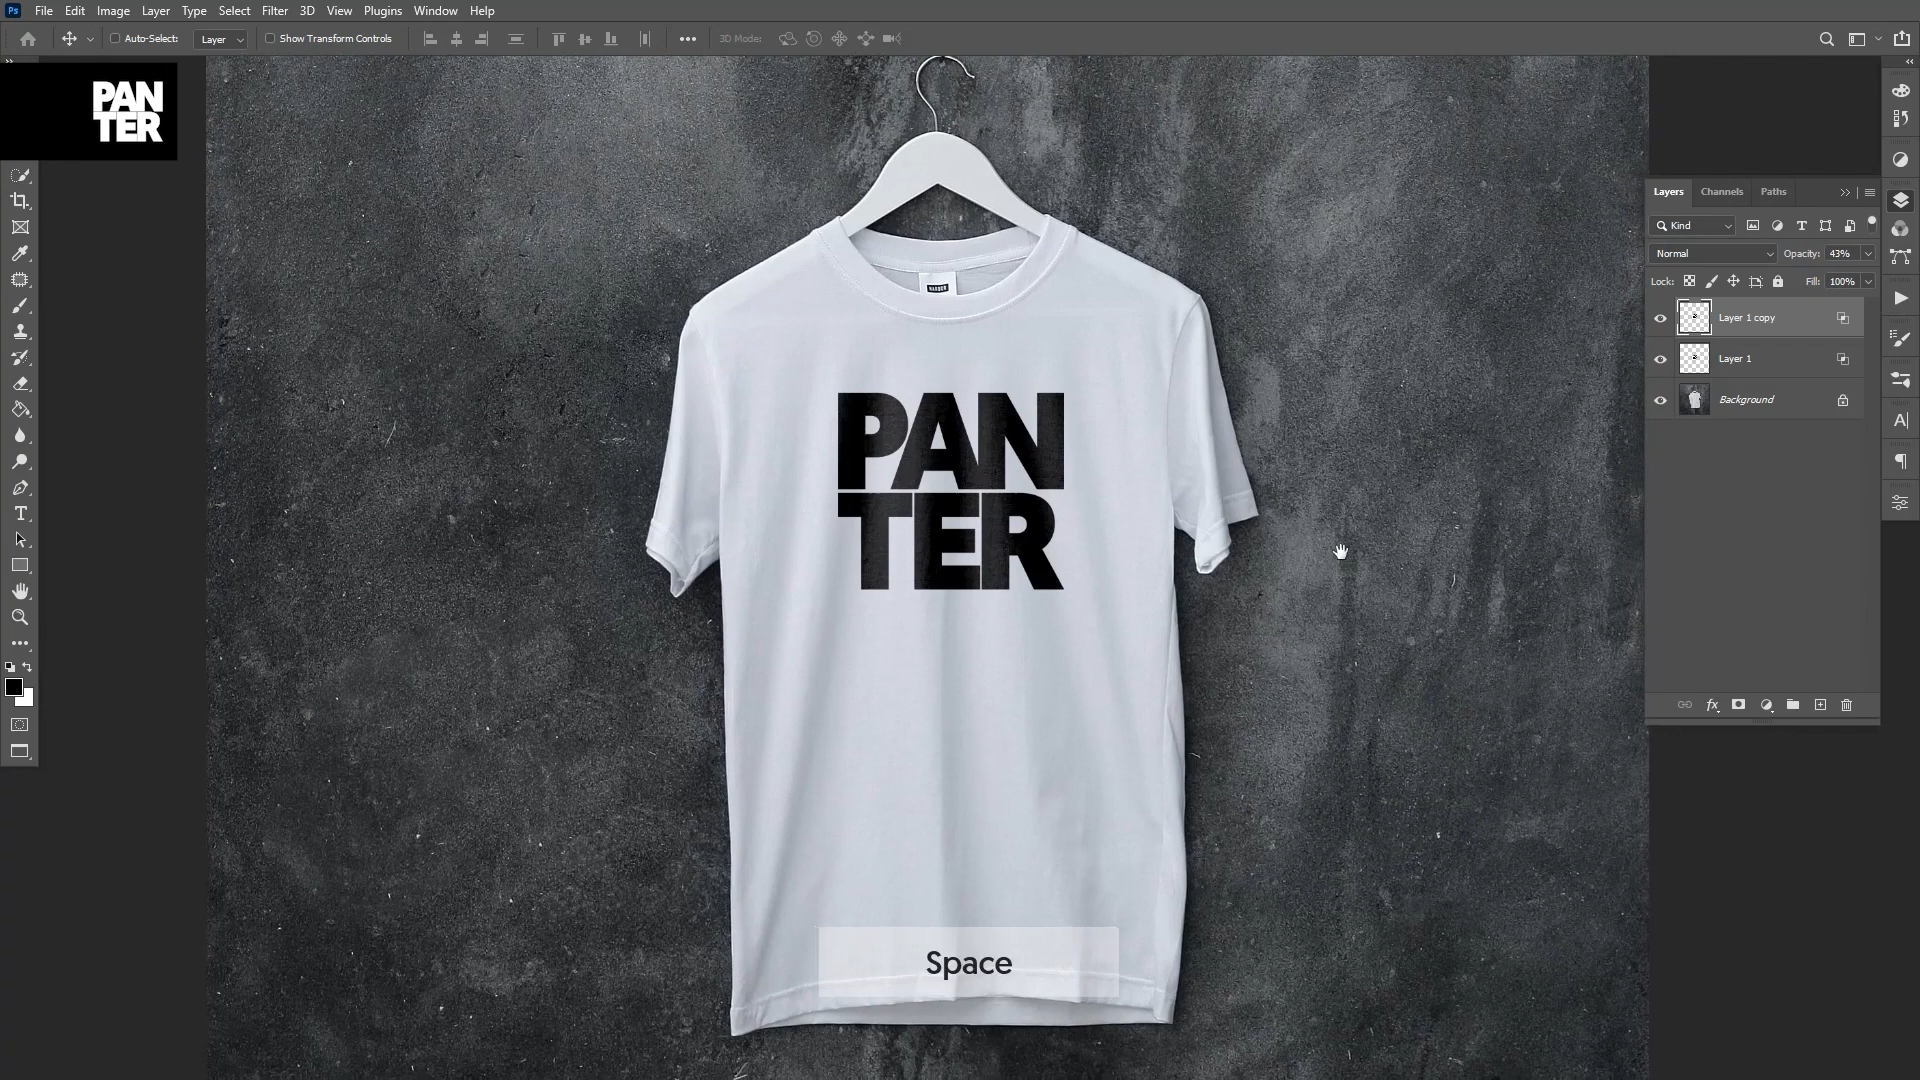 Ps File Edit Image Layer Type Select Filter 3D View Plugins Window Help
Auto-Select: Layer Show Transform Controls 3D Mode:
PAN
TER
Layers Channels Paths
Kind
Normal Opacity: 43%
Lock: Fill: 100%
Layer 1 copy
Layer 1
Background
PAN
TER
Space